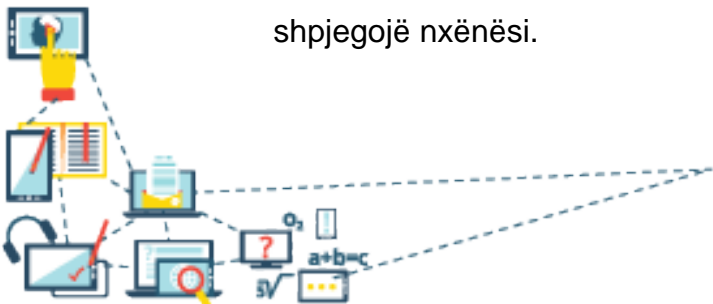 shpjegojë nxënësi.
O₂
?
?
a+b=c
√